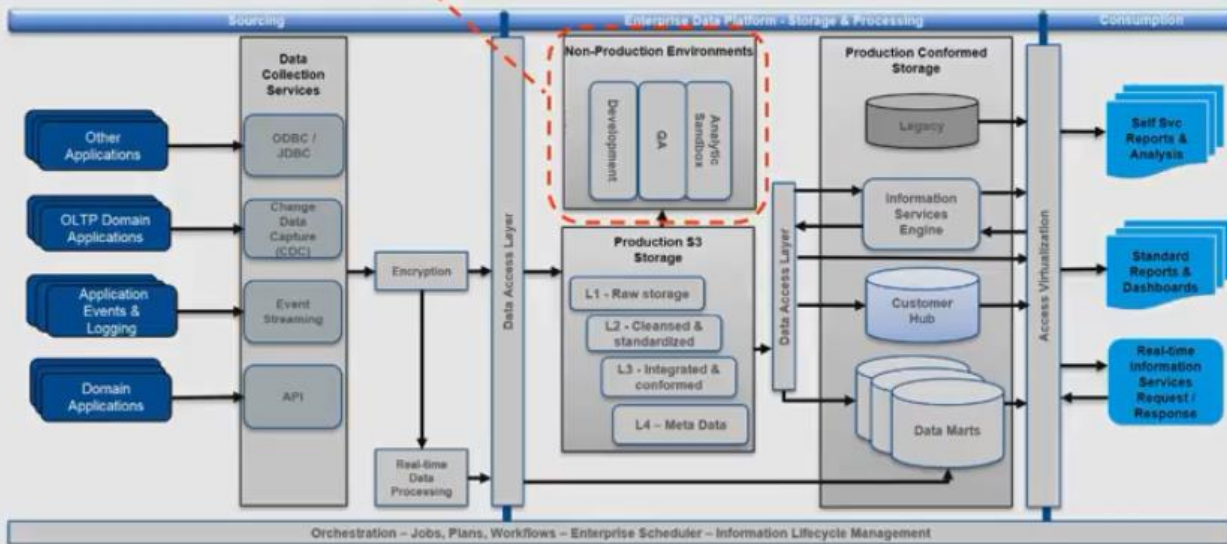 Sourcing
Enterprise Data Platform - Storage & Processing
Consumption
Data
Collection
Services
Non-Production Environments
Production Conformed
Storage
Other
Applications
ODBC /
JDBC
Development
QA
Analytic
Sandbox
Legacy
Self Svc
Reports &
Analysis
OLTP Domain
Applications
Change
Data
Capture
(CDC)
Information
Services
Engine
Encryption
Data Access Layer
Production S3
Storage
Data Access Layer
Access Virtualization
Standard
Reports &
Dashboards
Application
Events &
Logging
Event
Streaming
L1 - Raw storage
L2 - Cleansed &
standardized
L3 - Integrated &
conformed
L4 – Meta Data
Customer
Hub
Real-time
Information
Services
Request /
Response
Domain
Applications
API
Data Marts
Real-time
Data
Processing
Orchestration – Jobs, Plans, Workflows – Enterprise Scheduler – Information Lifecycle Management